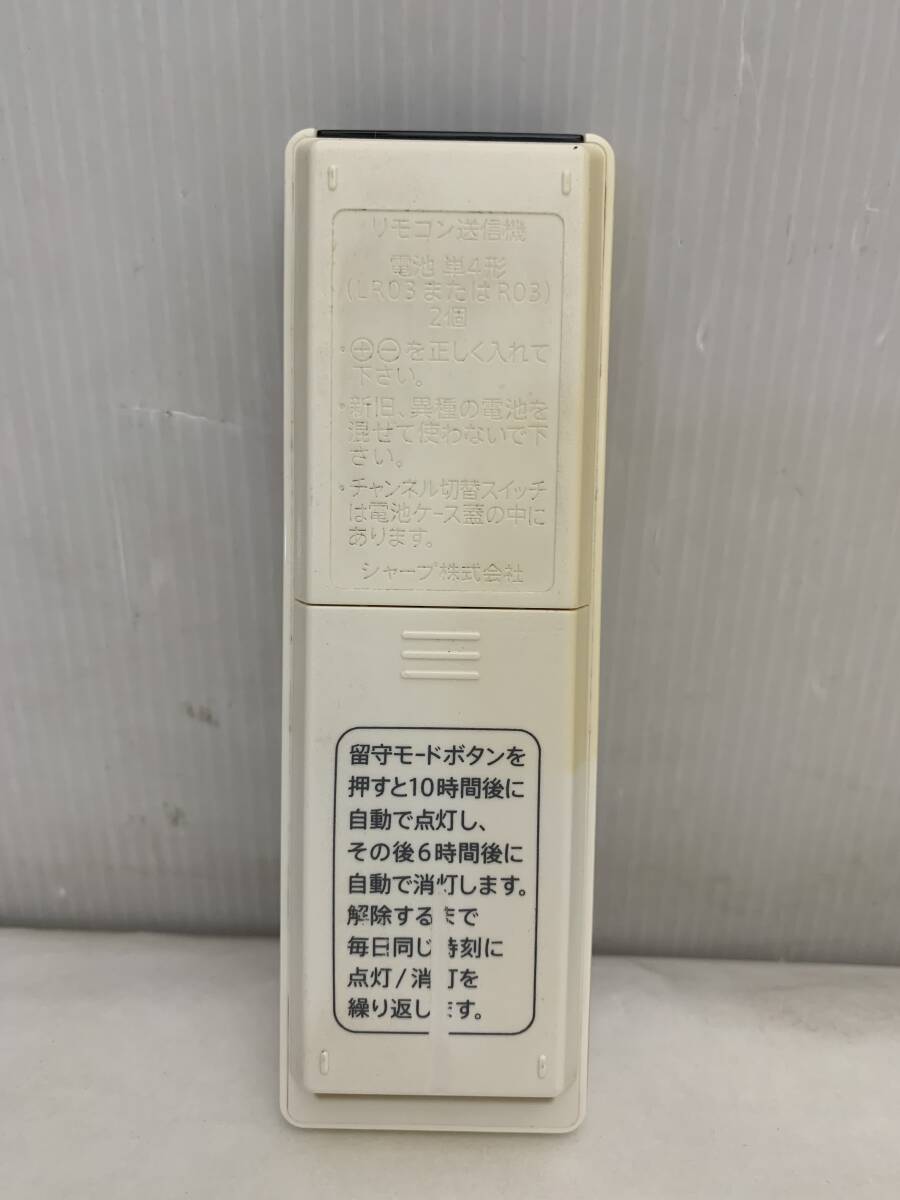 リモコン送信機
電池 単4形
(LR03またはR03)
2個
・⊕⊖を正しく入れて
下さい。
・新旧、異種の電池を
混ぜて使わないで下
さい。
・チャンネル切替スイッチ
は電池ケース蓋の中に
あります。
シャープ株式会社
留守モードボタンを
押すと10時間後に
自動で点灯し、
その後6時間後に
自動で消灯します。
解除するまで
毎日同じ時刻に
点灯/消灯を
繰り返します。